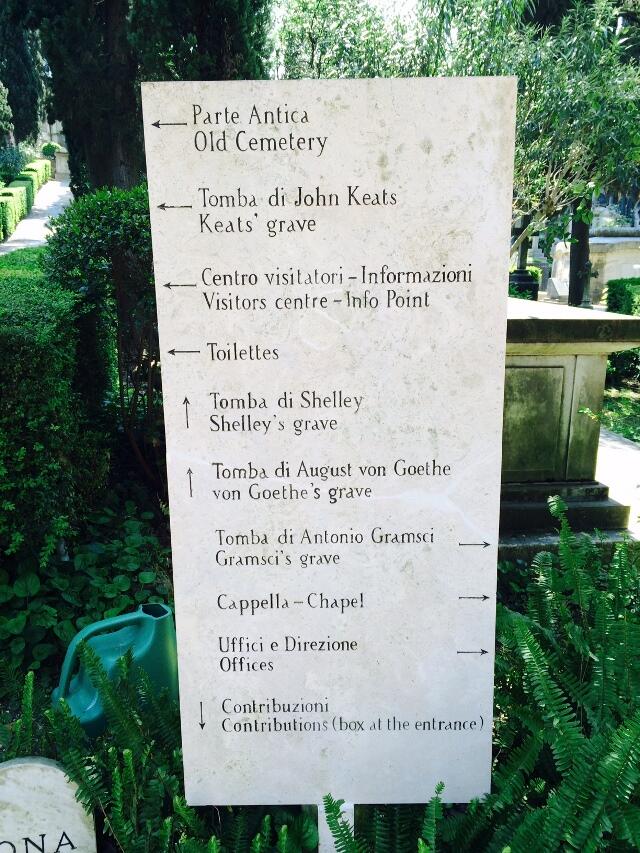 Parte Antica
Old Cemetery
Tomba di John Keats
Keats' grave
Centro visitatori – Informazioni
Visitors centre – Info Point
Toilettes
Tomba di Shelley
Shelley's grave
Tomba di August von Goethe
von Goethe's grave
Tomba di Antonio Gramsci
Gramsci's grave
Cappella – Chapel
Uffici e Direzione
Offices
Contribuzioni
Contributions (box at the entrance)
ONA